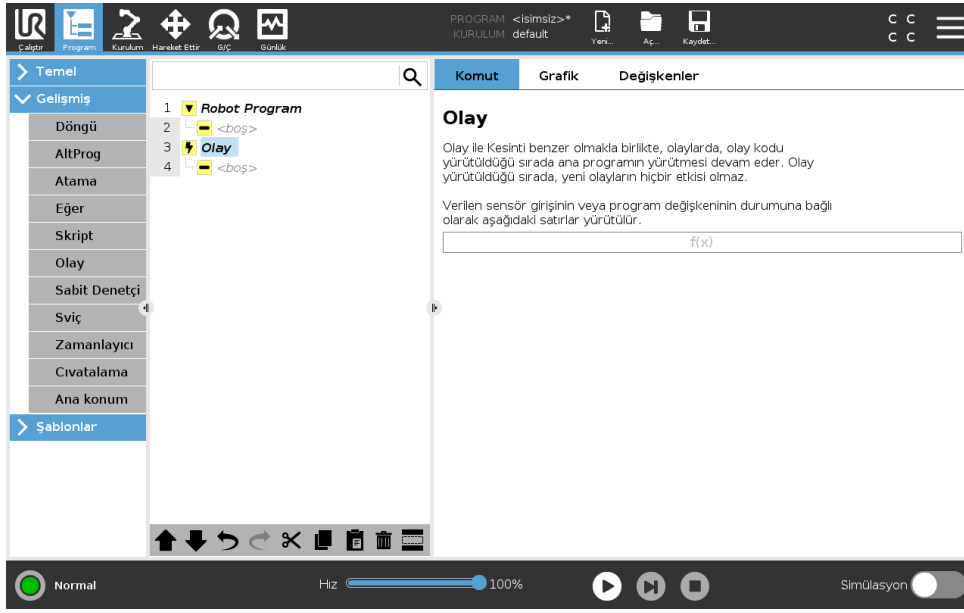 UR
PROGRAM <isimsiz>*
KURULUM default
C C
C C
Çalıştır Program Kurulum Hareket Ettir G/Ç Günlük Yeni... Aç... Kaydet...
Temel
Gelişmiş
Döngü
AltProg
Atama
Eğer
Skript
Olay
Sabit Denetçi
Sviç
Zamanlayıcı
Cıvatalama
Ana konum
Şablonlar
1 Robot Program
2 <boş>
3 Olay
4 <boş>
Komut Grafik Değişkenler
Olay
Olay ile Kesinti benzer olmakla birlikte, olaylarda, olay kodu
yürütüldüğü sırada ana programın yürütmesi devam eder. Olay
yürütüldüğü sırada, yeni olayların hiçbir etkisi olmaz.
Verilen sensör girişinin veya program değişkeninin durumuna bağlı
olarak aşağıdaki satırlar yürütülür.
f(x)
Normal Hız 100% Simülasyon